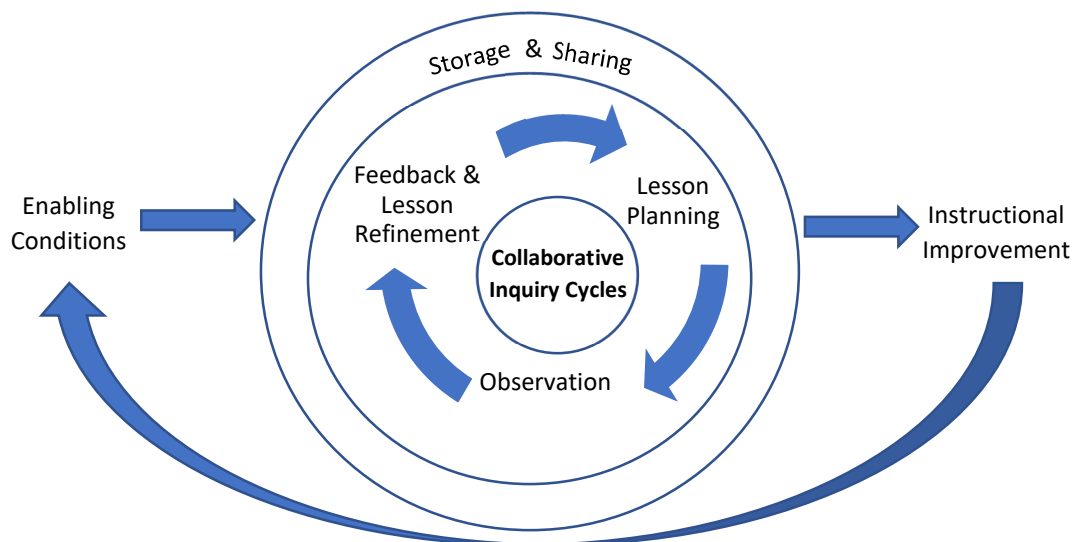 Storage & Sharing
Enabling
Conditions
Feedback &
Lesson
Refinement
Lesson
Planning
Collaborative
Inquiry Cycles
Observation
Instructional
Improvement